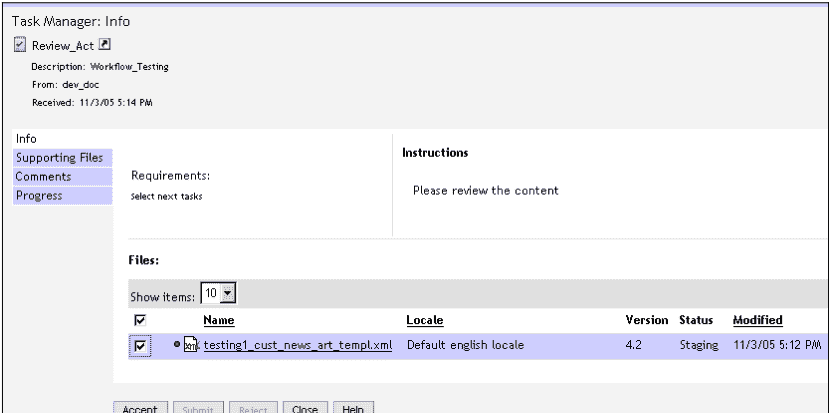 Task Manager: Info
Review_Act
Description: Workflow_Testing
From: dev_doc
Received: 11/3/05 5:14 PM
Info
Supporting Files
Comments
Progress
Requirements:
Select next tasks
Instructions
Please review the content
Files:
Show items: 10
Name Locale Version Status Modified
testing1_cust_news_art_templ.xml Default english locale 4.2 Staging 11/3/05 5:12 PM
Accept Submit Reject Close Help